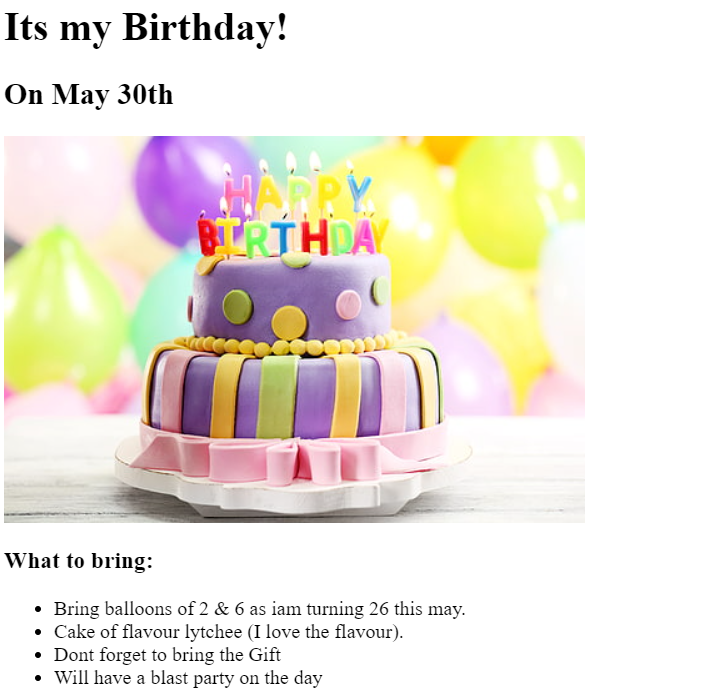 Its my Birthday!
On May 30th
HAPPY
BIRTHDAY
What to bring:
Bring balloons of 2 & 6 as iam turning 26 this may.
Cake of flavour lytchee (I love the flavour).
Dont forget to bring the Gift
Will have a blast party on the day